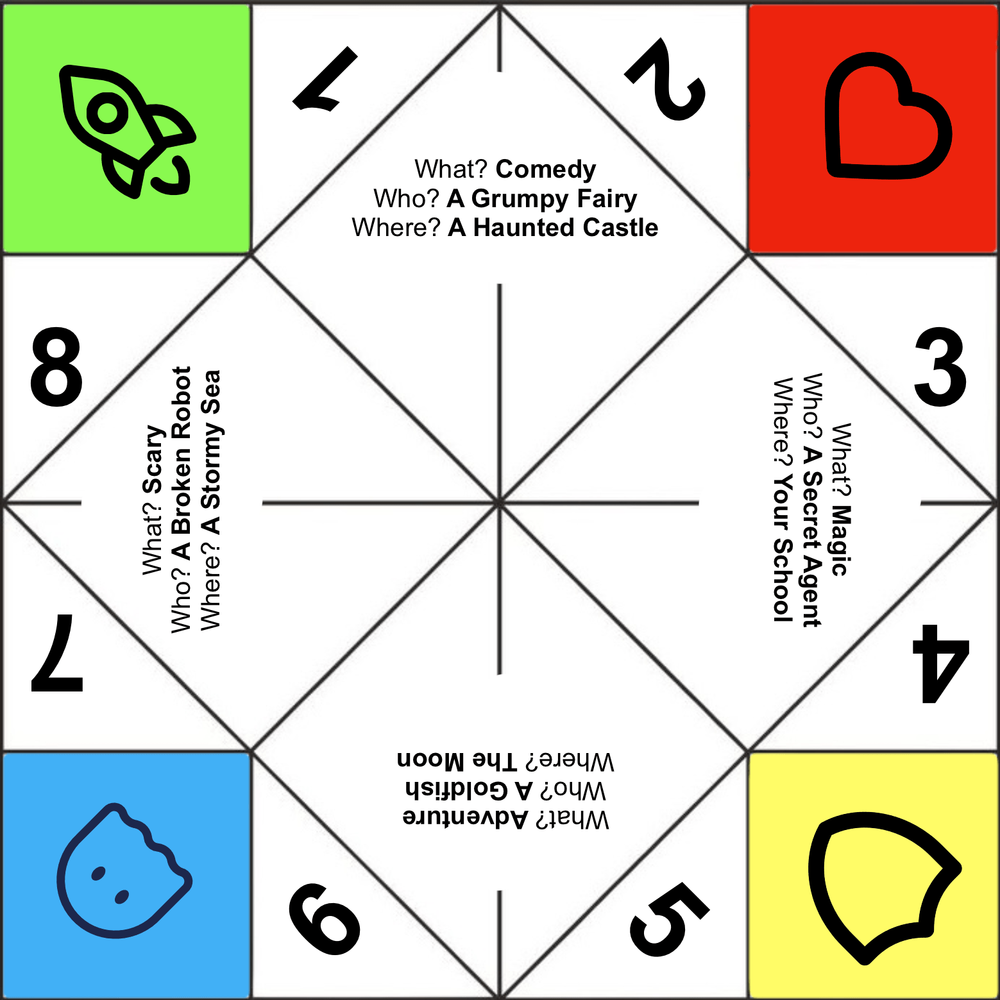 1
2
What? Comedy
Who? A Grumpy Fairy
Where? A Haunted Castle
8
3
What? Scary
Who? A Broken Robot
Where? A Stormy Sea
What? Magic
Who? A Secret Agent
Where? Your School
7
4
What? Adventure
Who? A Goldfish
Where? The Moon
6
5